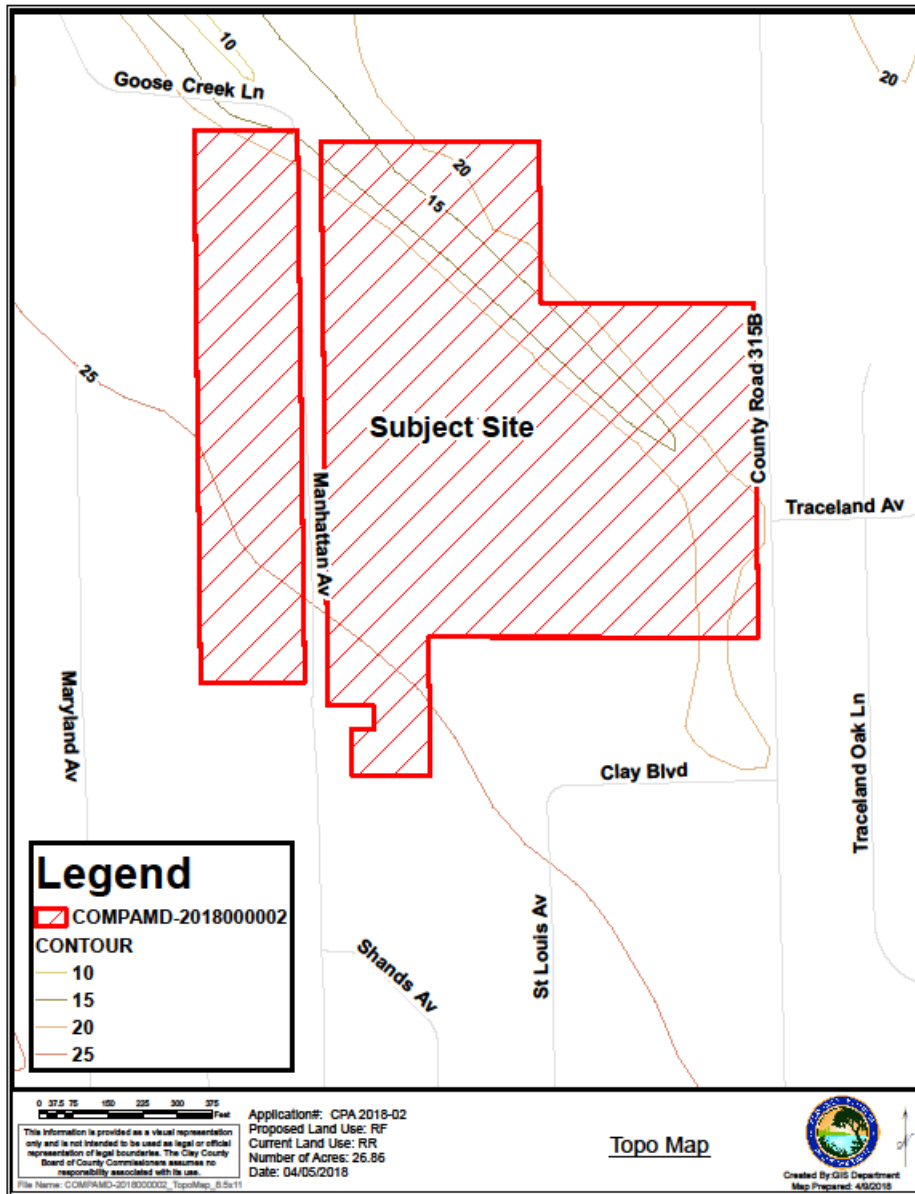 10
Goose Creek Ln
20
20
15
25
County Road 315B
Subject Site
Manhattan Av
Traceland Av
Maryland Av
Traceland Oak Ln
Clay Blvd
St Louis Av
Shands Av
Legend
COMPAMD-2018000002
CONTOUR
10
15
20
25
0 37.5 75 150 225 300 375
Feet
This information is provided as a visual representation
only and is not intended to be used as legal or official
representation of legal boundaries. The Clay County
Board of County Commissioners assumes no
responsibility associated with its use.
File Name: COMPAMD-2018000002_TopoMap_8.5x11
Application#: CPA 2018-02
Proposed Land Use: RF
Current Land Use: RR
Number of Acres: 26.86
Date: 04/05/2018
Topo Map
Created By:GIS Department
Map Prepared: 4/9/2018